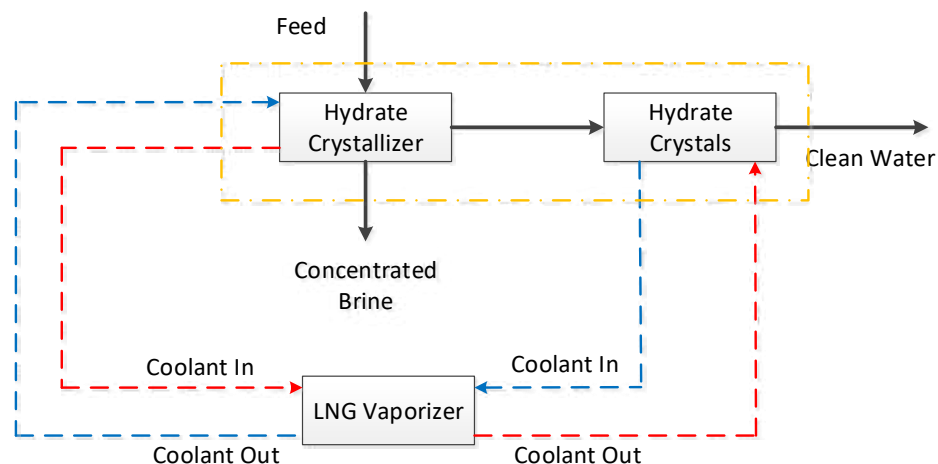 Feed
Hydrate
Crystallizer
Hydrate
Crystals
Clean Water
Concentrated
Brine
Coolant In
Coolant In
LNG Vaporizer
Coolant Out
Coolant Out